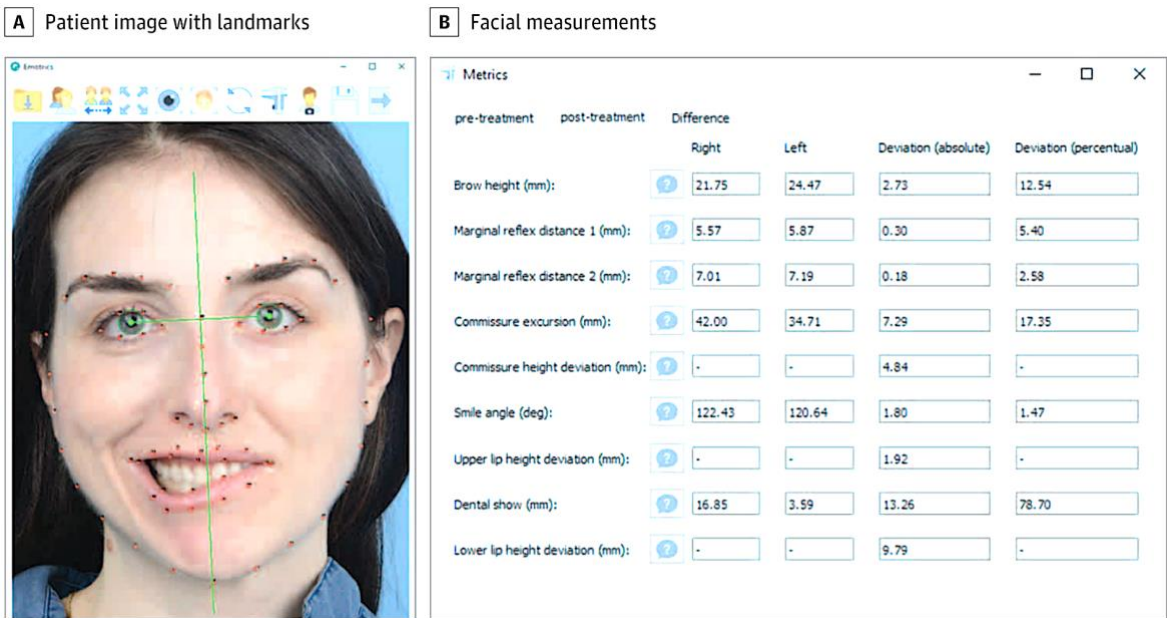 A Patient image with landmarks
B Facial measurements
Emotrics
Metrics
pre-treatment post-treatment Difference
Right Left Deviation (absolute) Deviation (percentual)
Brow height (mm): ? 21.75 24.47 2.73 12.54
Marginal reflex distance 1 (mm): ? 5.57 5.87 0.30 5.40
Marginal reflex distance 2 (mm): ? 7.01 7.19 0.18 2.58
Commissure excursion (mm): ? 42.00 34.71 7.29 17.35
Commissure height deviation (mm): ? - - 4.84 -
Smile angle (deg): ? 122.43 120.64 1.80 1.47
Upper lip height deviation (mm): ? - - 1.92 -
Dental show (mm): ? 16.85 3.59 13.26 78.70
Lower lip height deviation (mm): ? - - 9.79 -